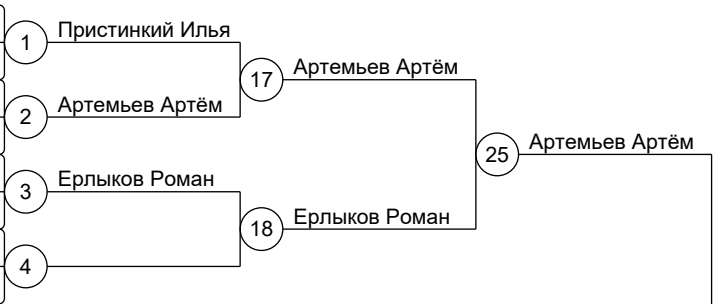 1
Пристинкий Илья
17
Артемьев Артём
2
Артемьев Артём
25
Артемьев Артём
3
Ерлыков Роман
18
Ерлыков Роман
4